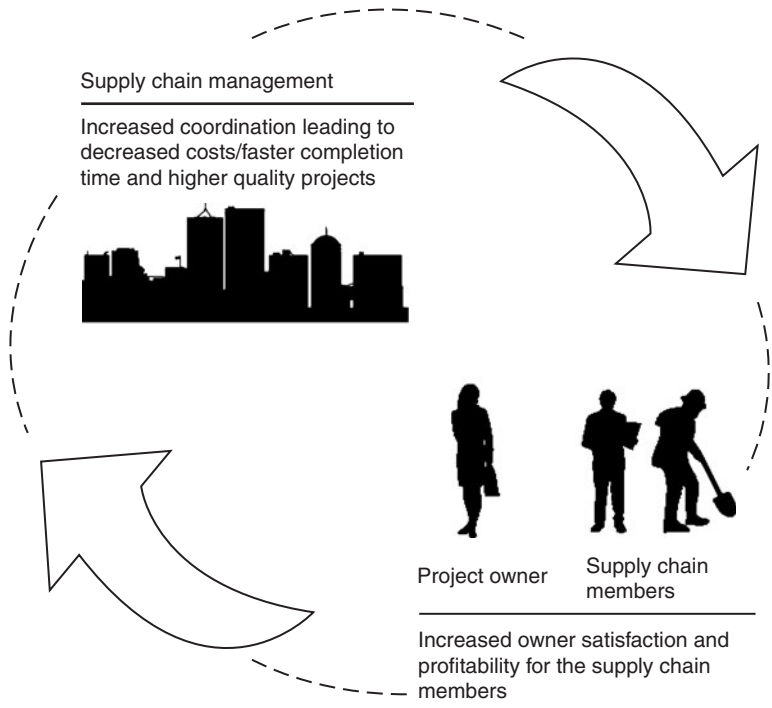 Supply chain management
Increased coordination leading to
decreased costs/faster completion
time and higher quality projects
Project owner
Supply chain
members
Increased owner satisfaction and
profitability for the supply chain
members